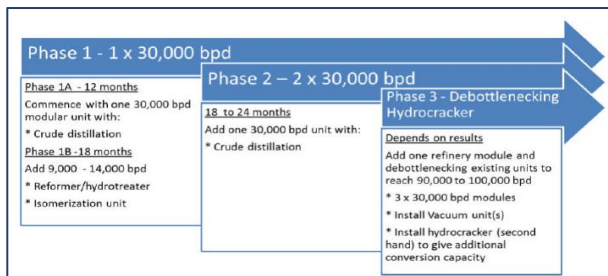 Phase 1 - 1 x 30,000 bpd
Phase 1A - 12 months
Commence with one 30,000 bpd
modular unit with:
* Crude distillation
Phase 1B -18 months
Add 9,000 - 14,000 bpd
* Reformer/hydrotreater
* Isomerization unit
Phase 2 – 2 x 30,000 bpd
18 to 24 months
Add one 30,000 bpd unit with:
* Crude distillation
Phase 3 - Debottlenecking
Hydrocracker
Depends on results
Add one refinery module and
debottlenecking existing units to
reach 90,000 to 100,000 bpd
* 3 x 30,000 bpd modules
* Install Vacuum unit(s)
* Install hydrocracker (second
hand) to give additional
conversion capacity